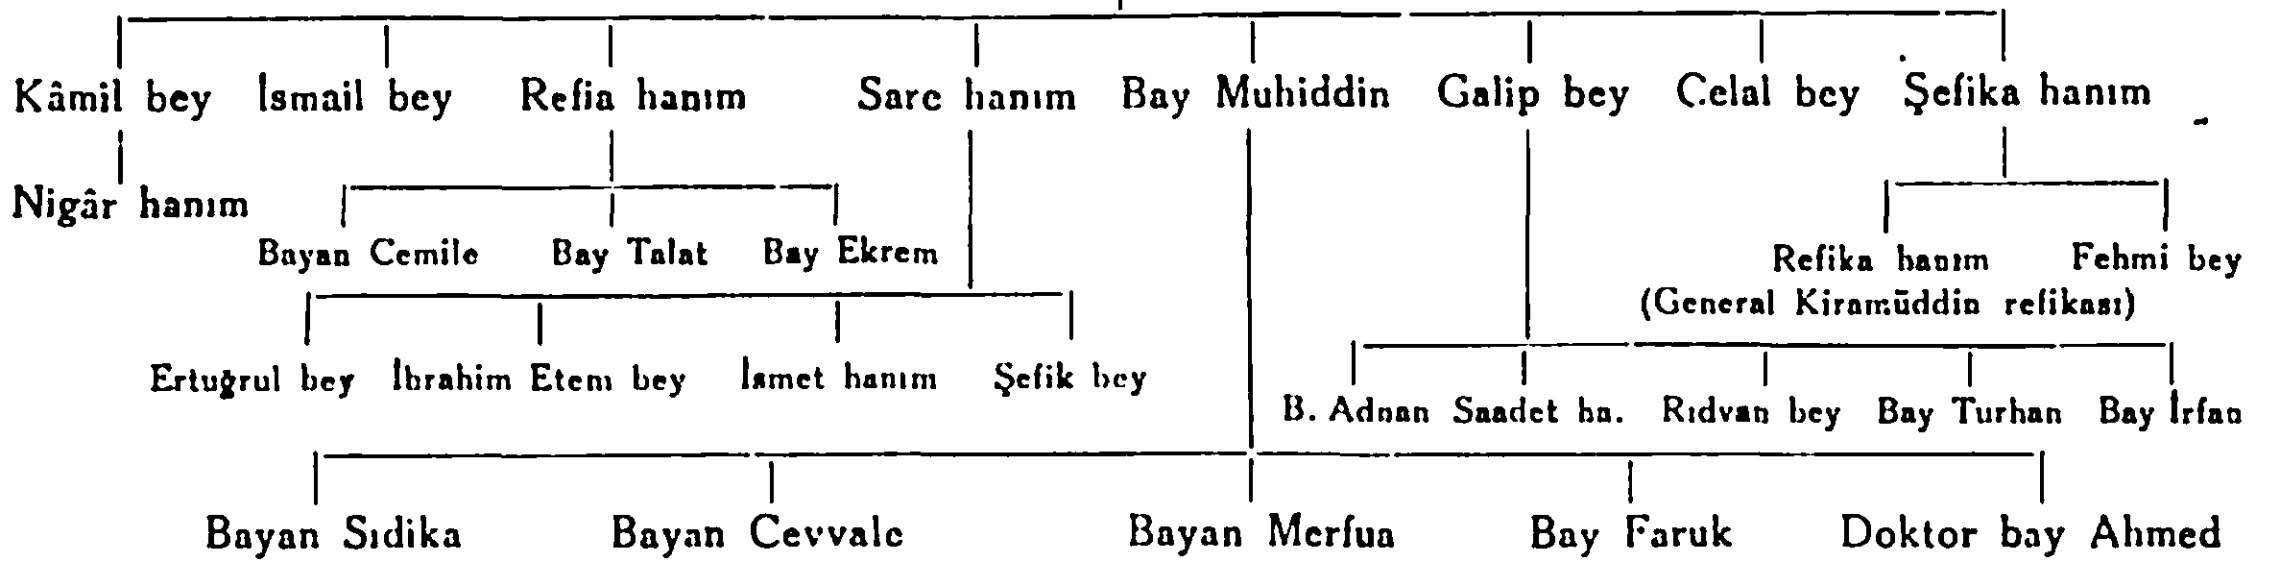 Kâmil bey İsmail bey Refia hanım Sare hanım Bay Muhiddin Galip bey Celal bey Şefika hanım
Nigâr hanım
Bayan Cemile Bay Talat Bay Ekrem Refika hanım Fehmi bey
(General Kiramüddin refikası)
Ertuğrul bey İbrahim Etem bey İsmet hanım Şefik bey
B. Adnan Saadet ha. Rıdvan bey Bay Turhan Bay İrfan
Bayan Sıdika Bayan Cevvale Bayan Merfua Bay Faruk Doktor bay Ahmed